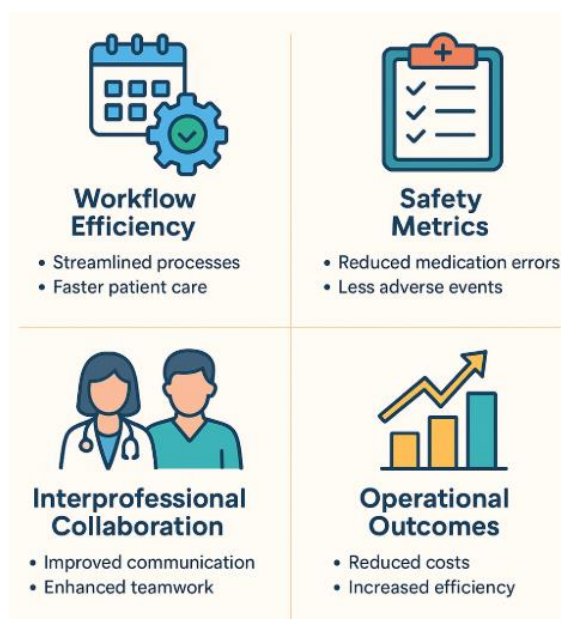 Workflow
Efficiency
• Streamlined processes
• Faster patient care
Safety
Metrics
• Reduced medication errors
• Less adverse events
Interprofessional
Collaboration
• Improved communication
• Enhanced teamwork
Operational
Outcomes
• Reduced costs
• Increased efficiency